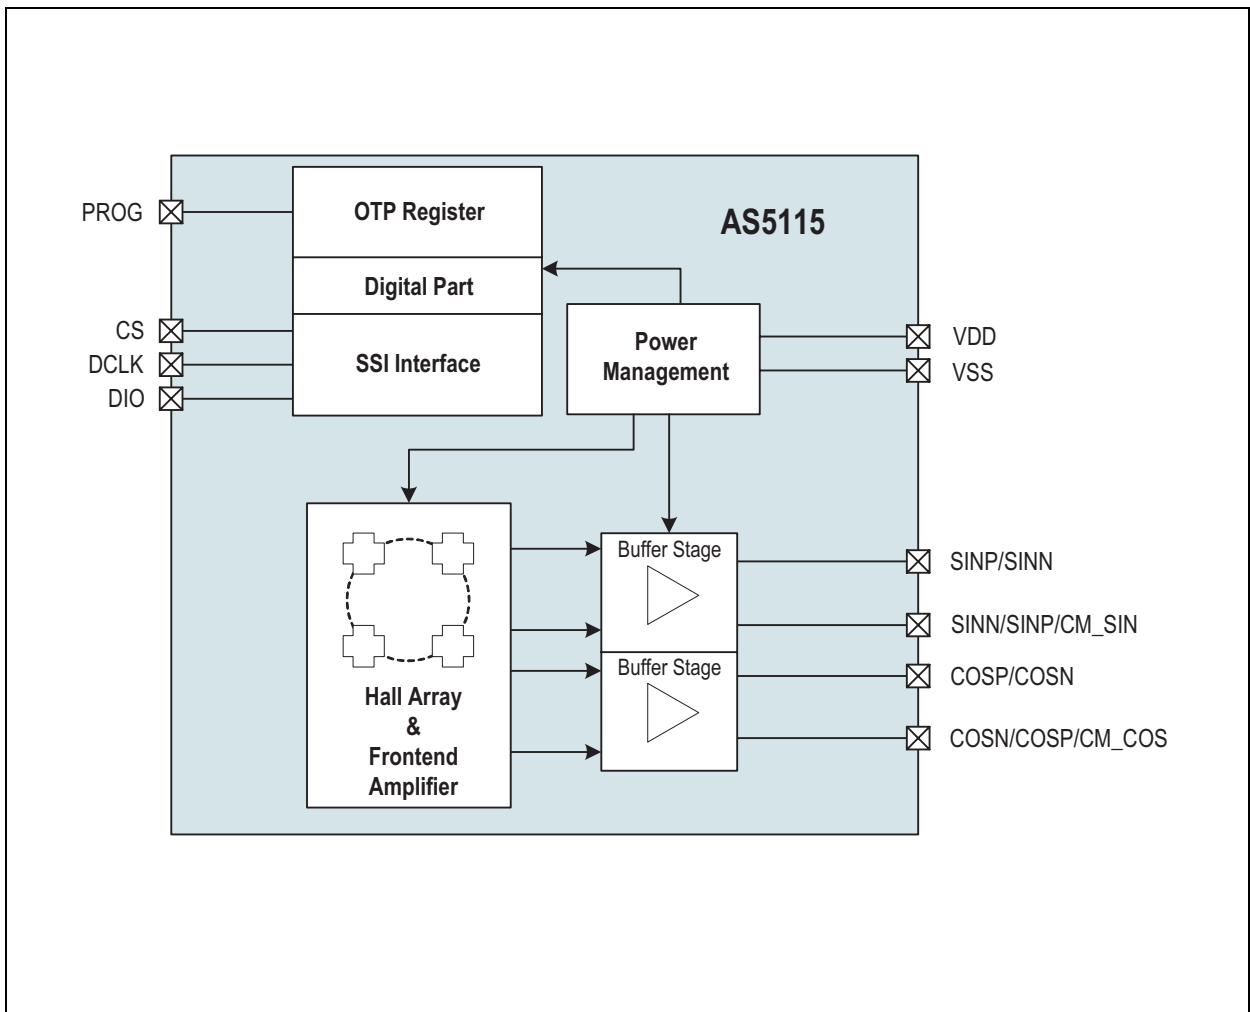 AS5115
PROG
OTP Register
Digital Part
CS
DCLK
DIO
SSI Interface
Power
Management
VDD
VSS
Hall Array
&
Frontend
Amplifier
Buffer Stage
Buffer Stage
SINP/SINN
SINN/SINP/CM_SIN
COSP/COSN
COSN/COSP/CM_COS